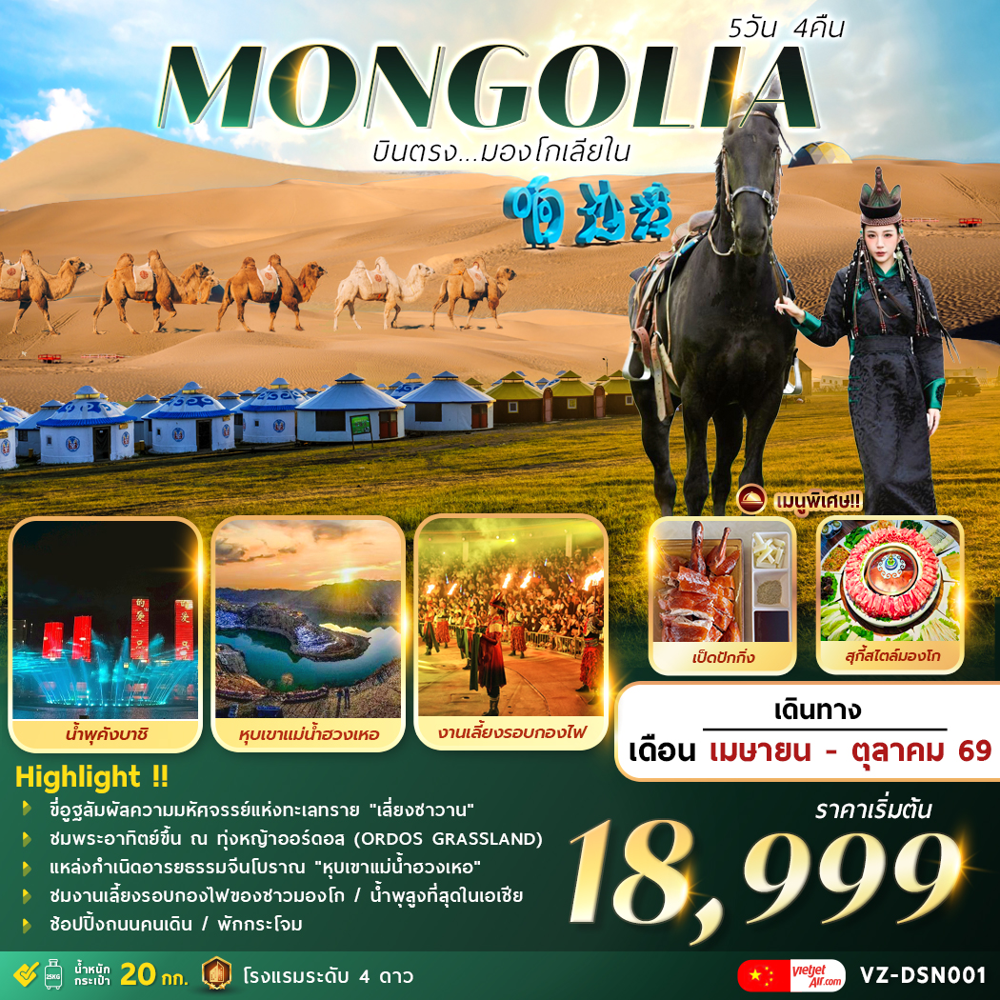 5วัน 4คืน
MONGOLIA
บินตรง...มองโกเลียใน
响沙湾
เมนูพิเศษ!!
น้ำพุคังบาชิ
หุบเขาแม่น้ำฮวงเหอ
งานเลี้ยงรอบกองไฟ
เป็ดปักกิ่ง
สุกี้สไตล์มองโก
เดินทาง
เดือน เมษายน - ตุลาคม 69
Highlight !!
ขี่อูฐสัมผัสความมหัศจรรย์แห่งทะเลทราย "เสี่ยงซาวาน"
ชมพระอาทิตย์ขึ้น ณ ทุ่งหญ้าออร์ดอส (ORDOS GRASSLAND)
แหล่งกำเนิดอารยธรรมจีนโบราณ "หุบเขาแม่น้ำฮวงเหอ"
ชมงานเลี้ยงรอบกองไฟของชาวมองโก / น้ำพุสูงที่สุดในเอเชีย
ช้อปปิ้งถนนคนเดิน / พักกระโจม
ราคาเริ่มต้น
18,999
25KG
น้ำหนัก
กระเป๋า
20 กก.
โรงแรมระดับ 4 ดาว
vietjet
Air.com
VZ-DSN001